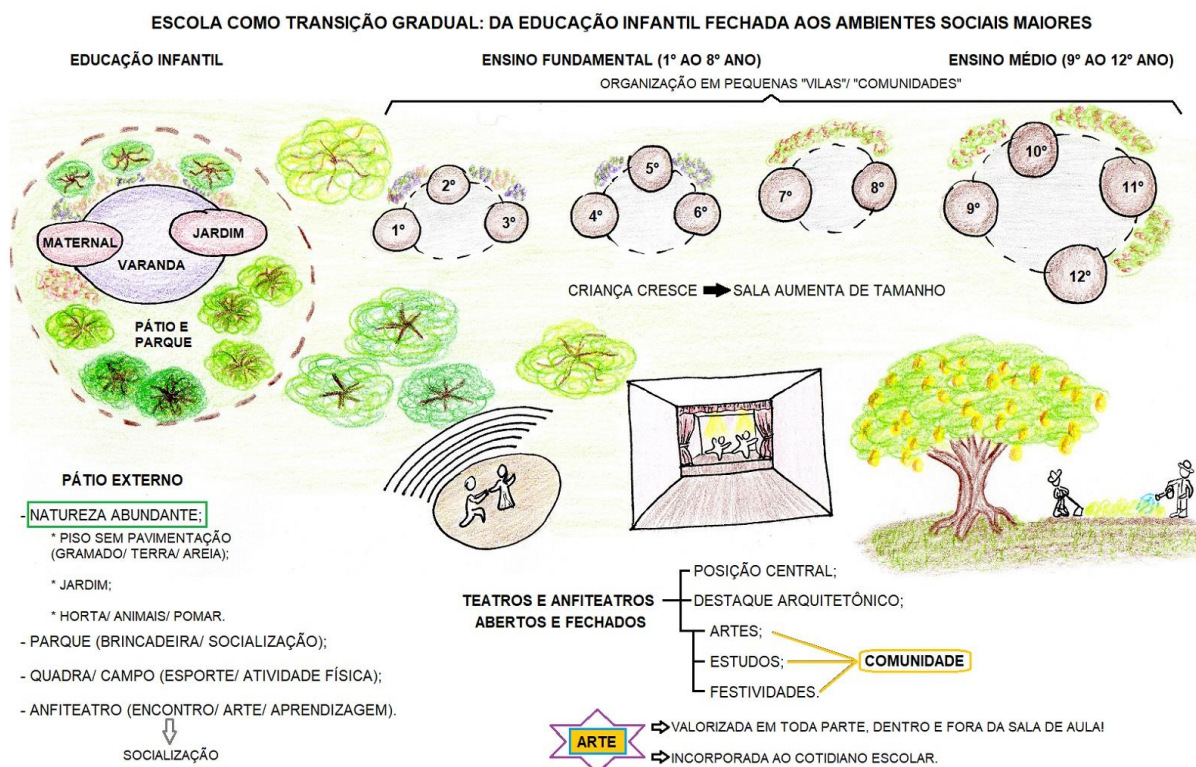 ESCOLA COMO TRANSIÇÃO GRADUAL: DA EDUCAÇÃO INFANTIL FECHADA AOS AMBIENTES SOCIAIS MAIORES
EDUCAÇÃO INFANTIL
ENSINO FUNDAMENTAL (1º AO 8º ANO)
ENSINO MÉDIO (9º AO 12º ANO)
ORGANIZAÇÃO EM PEQUENAS "VILAS"/ "COMUNIDADES"
MATERNAL
JARDIM
VARANDA
PÁTIO E
PARQUE
1º
2º
3º
4º
5º
6º
7º
8º
9º
10º
11º
12º
CRIANÇA CRESCE
SALA AUMENTA DE TAMANHO
PÁTIO EXTERNO
- NATUREZA ABUNDANTE;
* PISO SEM PAVIMENTAÇÃO
(GRAMADO/ TERRA/ AREIA);
* JARDIM;
* HORTA/ ANIMAIS/ POMAR.
- PARQUE (BRINCADEIRA/ SOCIALIZAÇÃO);
- QUADRA/ CAMPO (ESPORTE/ ATIVIDADE FÍSICA);
- ANFITEATRO (ENCONTRO/ ARTE/ APRENDIZAGEM).
SOCIALIZAÇÃO
TEATROS E ANFITEATROS
ABERTOS E FECHADOS
POSIÇÃO CENTRAL;
DESTAQUE ARQUITETÔNICO;
ARTES;
ESTUDOS;
FESTIVIDADES.
COMUNIDADE
ARTE
VALORIZADA EM TODA PARTE, DENTRO E FORA DA SALA DE AULA!
INCORPORADA AO COTIDIANO ESCOLAR.